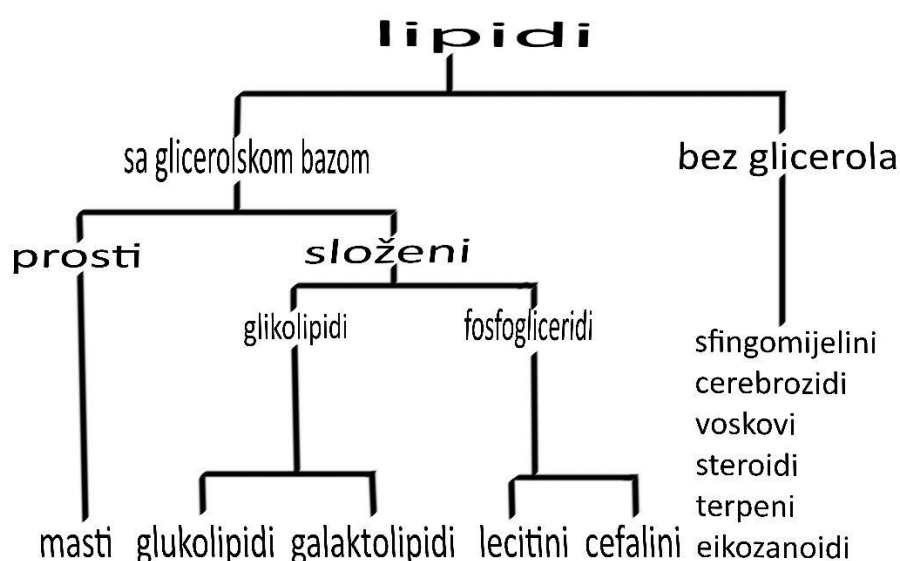 lipidi
sa glicerolskom bazom
bez glicerola
prosti
složeni
glikolipidi
fosfogliceridi
sfingomijelini
cerebrozidi
voskovi
steroidi
terpeni
eikozanoidi
masti
glukolipidi
galaktolipidi
lecitini
cefalini